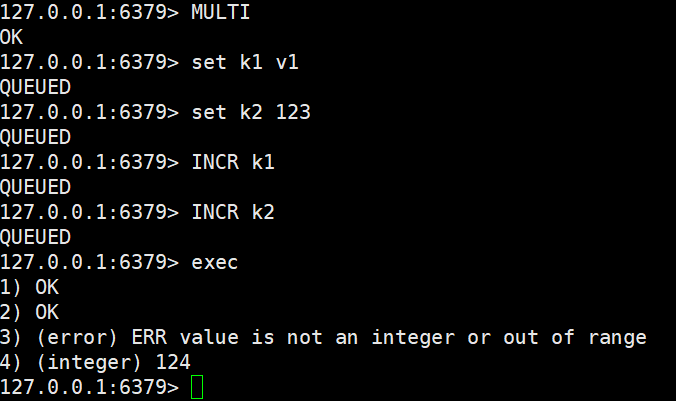 127.0.0.1:6379> MULTI
OK
127.0.0.1:6379> set k1 v1
QUEUED
127.0.0.1:6379> set k2 123
QUEUED
127.0.0.1:6379> INCR k1
QUEUED
127.0.0.1:6379> INCR k2
QUEUED
127.0.0.1:6379> exec
1) OK
2) OK
3) (error) ERR value is not an integer or out of range
4) (integer) 124
127.0.0.1:6379>